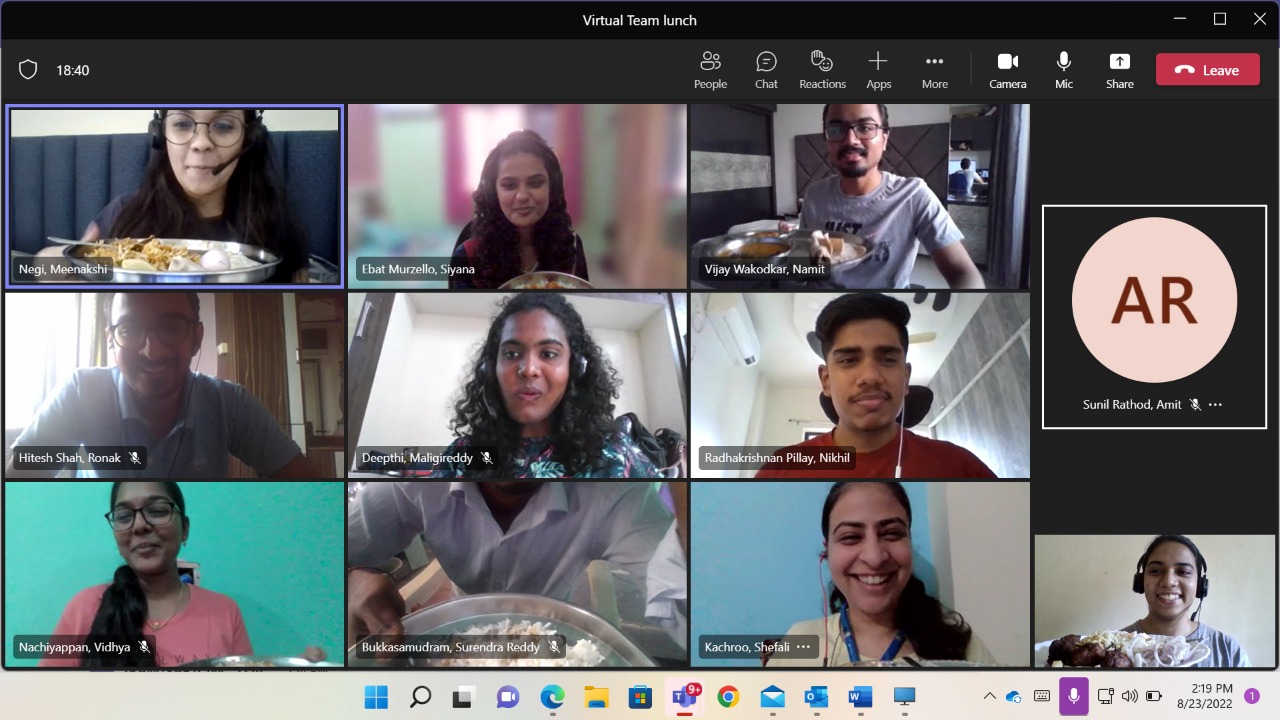 Virtual Team lunch
18:40
People
Chat
Reactions
Apps
More
Camera
Mic
Share
Leave
Negi, Meenakshi
Ebat Murzello, Siyana
Vijay Wakodkar, Namit
AR
Sunil Rathod, Amit
Hitesh Shah, Ronak
Deepthi, Maligireddy
Radhakrishnan Pillay, Nikhil
Nachiyappan, Vidhya
Bukkasamudram, Surendra Reddy
Kachroo, Shefali
9+
2:19 PM
8/23/2022
1